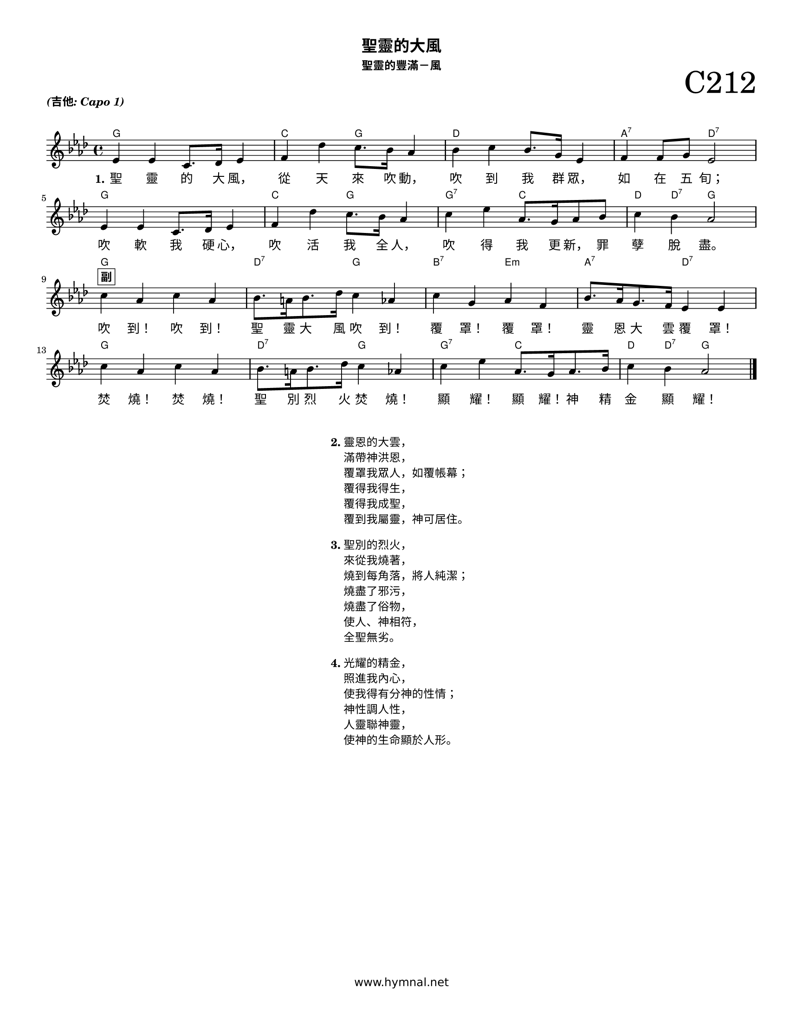 聖靈的大風
聖靈的豐滿－風
C212
(吉他: Capo 1)
G C G D A7 D7
1. 聖 靈 的 大風， 從 天 來 吹動， 吹 到 我 群眾， 如 在 五 旬；
5 G C G G7 C D D7 G
吹 軟 我 硬心， 吹 活 我 全人， 吹 得 我 更新，罪 孽 脫 盡。
G D7 G B7 Em A7 D7
9 副
吹 到！ 吹 到！ 聖 靈大 風吹 到！ 覆 罩！ 覆 罩！ 靈 恩大 雲覆 罩！
G D7 G G7 C D D7 G
13
焚 燒！ 焚 燒！ 聖 別烈 火焚 燒！ 顯 耀！ 顯 耀！神 精 金 顯 耀！
2. 靈恩的大雲，
滿帶神洪恩，
覆罩我眾人，如覆帳幕；
覆得我得生，
覆得我成聖，
覆到我屬靈，神可居住。
3. 聖別的烈火，
來從我燒著，
燒到每角落，將人純潔；
燒盡了邪污，
燒盡了俗物，
使人、神相符，
全聖無劣。
4. 光耀的精金，
照進我內心，
使我得有分神的性情；
神性調人性，
人靈聯神靈，
使神的生命顯於人形。
www.hymnal.net